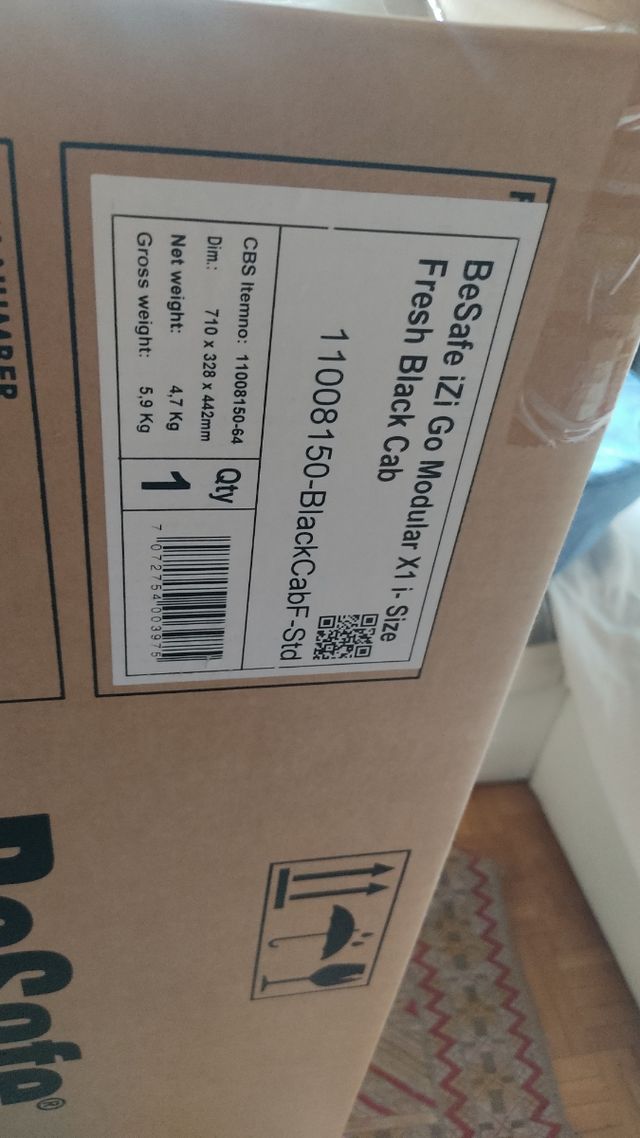 BeSafe iZi Go Modular X1 i- Size
Fresh Black Cab
11008150-BlackCabF-Std
CBS Itemno: 11008150-64
Dim.: 710 x 328 x 442mm
Net weight: 4,7 Kg
Gross weight: 5,9 Kg
Qty
1
7 072754 003975
NUMBER
BeSafe®